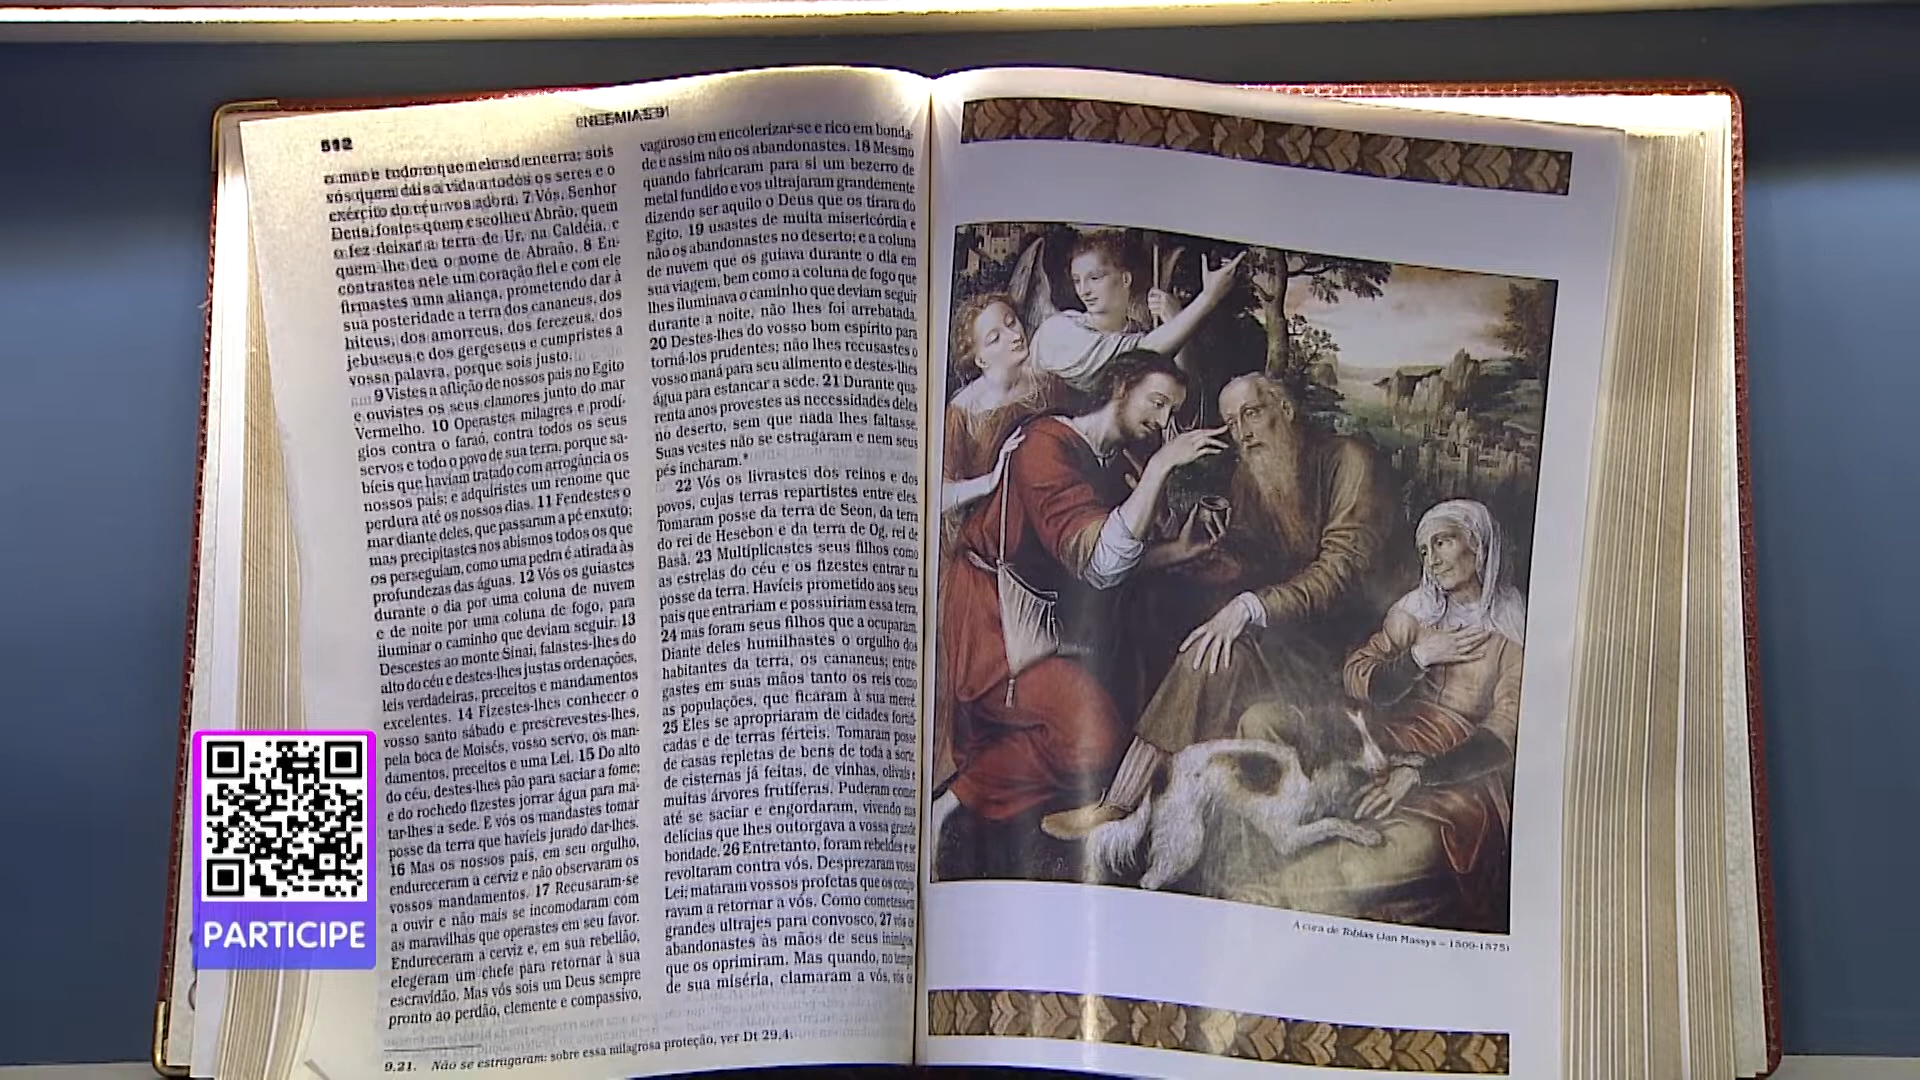 512
NEEMIAS 9
o mar e tudo o que nele se encerra; sois
vós quem dais a vida a todos os seres e o
exército do céu vos adora. 7 Vós, Senhor
Deus, fostes quem escolheu Abrão, quem
o fez deixar a terra de Ur, na Caldéia, e
quem lhe deu o nome de Abraão. 8 En-
contrastes nele um coração fiel e com ele
firmastes uma aliança, prometendo dar à
sua posteridade a terra dos cananeus, dos
hiteus, dos amorreus, dos ferezeus, dos
jebuseus e dos gergeseus e cumpristes a
vossa palavra, porque sois justo.
9 Vistes a aflição de nossos pais no Egito
e ouvistes os seus clamores junto do mar
Vermelho. 10 Operastes milagres e prodí-
gios contra o faraó, contra todos os seus
servos e todo o povo de sua terra, porque sa-
bíeis que haviam tratado com arrogância os
nossos pais; e adquiristes um renome que
perdura até os nossos dias. 11 Fendestes o
mar diante deles, que passaram a pé enxuto;
mas precipitastes nos abismos todos os que
os perseguiam, como uma pedra é atirada às
profundezas das águas. 12 Vós os guiastes
durante o dia por uma coluna de nuvem
e de noite por uma coluna de fogo, para
iluminar o caminho que deviam seguir. 13
Descestes ao monte Sinai, falastes-lhes do
alto do céu e destes-lhes justas ordenações,
leis verdadeiras, preceitos e mandamentos
excelentes. 14 Fizestes-lhes conhecer o
vosso santo sábado e prescrevestes-lhes,
pela boca de Moisés, vosso servo, os man-
damentos, preceitos e uma Lei. 15 Do alto
do céu, destes-lhes pão para saciar a fome;
e do rochedo fizestes jorrar água para ma-
tar-lhes a sede. E vós os mandastes tomar
posse da terra que havíeis jurado dar-lhes.
16 Mas os nossos pais, em seu orgulho,
endureceram a cerviz e não observaram os
vossos mandamentos. 17 Recusaram-se
a ouvir e não mais se incomodaram com
as maravilhas que operastes em seu favor.
Endureceram a cerviz e, em sua rebelião,
elegeram um chefe para retornar à sua
escravidão. Mas vós sois um Deus sempre
pronto ao perdão, clemente e compassivo,
vagaroso em encolerizar-se e rico em bonda-
de e assim não os abandonastes. 18 Mesmo
quando fabricaram para si um bezerro de
metal fundido e vos ultrajaram grandemente
dizendo ser aquilo o Deus que os tirara do
Egito, 19 usastes de muita misericórdia e
não os abandonastes no deserto; e a coluna
de nuvem que os guiava durante o dia em
sua viagem, bem como a coluna de fogo que
lhes iluminava o caminho que deviam seguir
durante a noite, não lhes foi arrebatada.
20 Destes-lhes do vosso bom espírito para
torná-los prudentes; não lhes recusastes o
vosso maná para seu alimento e destes-lhes
água para estancar a sede. 21 Durante qua-
renta anos provestes as necessidades deles
no deserto, sem que nada lhes faltasse.
Suas vestes não se estragaram e nem seus
pés incharam.*
22 Vós os livrastes dos reinos e dos
povos, cujas terras repartistes entre eles.
Tomaram posse da terra de Seon, da terra
do rei de Hesebon e da terra de Og, rei de
Basã. 23 Multiplicastes seus filhos como
as estrelas do céu e os fizestes entrar na
posse da terra. Havíeis prometido aos seus
pais que entrariam e possuiriam essa terra,
24 mas foram seus filhos que a ocuparam.
Diante deles humilhastes o orgulho dos
habitantes da terra, os cananeus; entre-
gastes em suas mãos tanto os reis como
as populações, que ficaram à sua mercê.
25 Eles se apropriaram de cidades forti-
cadas e de terras férteis. Tomaram posse
de casas repletas de bens de toda a sorte,
de cisternas já feitas, de vinhas, olivais e
muitas árvores frutíferas. Puderam comer
até se saciar e engordaram, vivendo nas
delícias que lhes outorgava a vossa grande
bondade. 26 Entretanto, foram rebeldes e se
revoltaram contra vós. Desprezaram vossa
Lei; mataram vossos profetas que os conju-
ravam a retornar a vós. Como cometessem
grandes ultrajes para convosco, 27 vós os
abandonastes às mãos de seus inimigos
que os oprimiram. Mas quando, no tempo
de sua miséria, clamaram a vós, vós os
9.21. Não se estragaram: sobre essa milagrosa proteção, ver Dt 29,4.
A cura de Tobias (Jan Massys – 1509-1575)
PARTICIPE